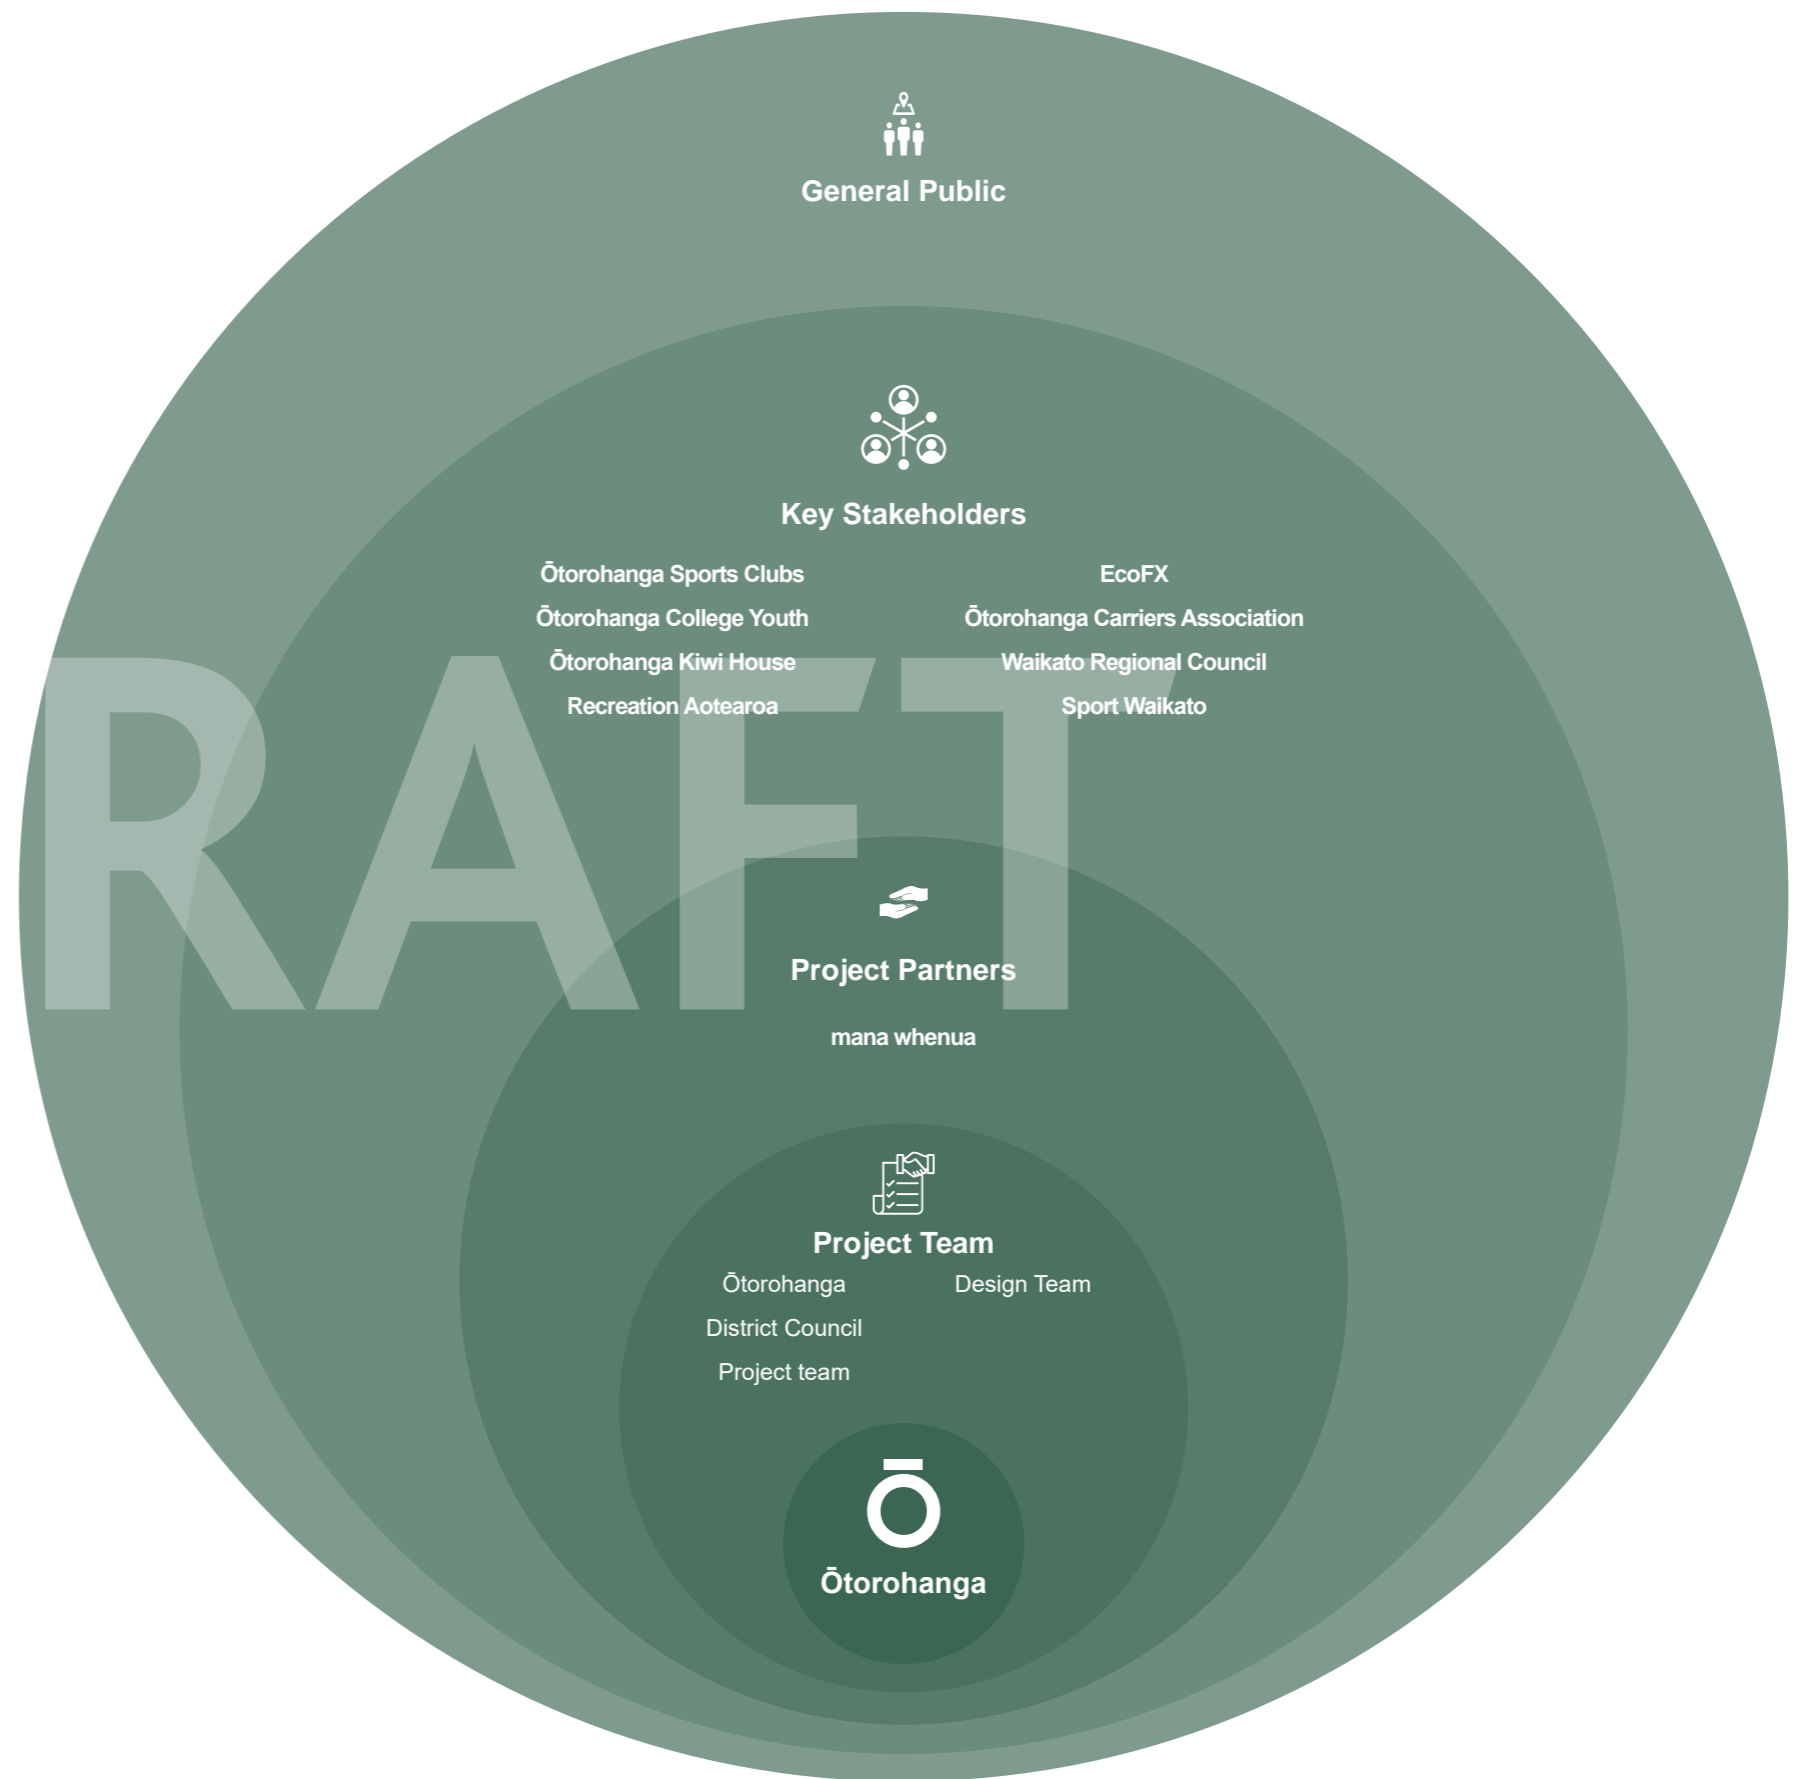 General Public
Key Stakeholders
Ōtorohanga Sports Clubs
Ōtorohanga College Youth
Ōtorohanga Kiwi House
Recreation Aotearoa
EcoFX
Ōtorohanga Carriers Association
Waikato Regional Council
Sport Waikato
RAFT
Project Partners
mana whenua
Project Team
Ōtorohanga
District Council
Project team
Design Team
Ō
Ōtorohanga